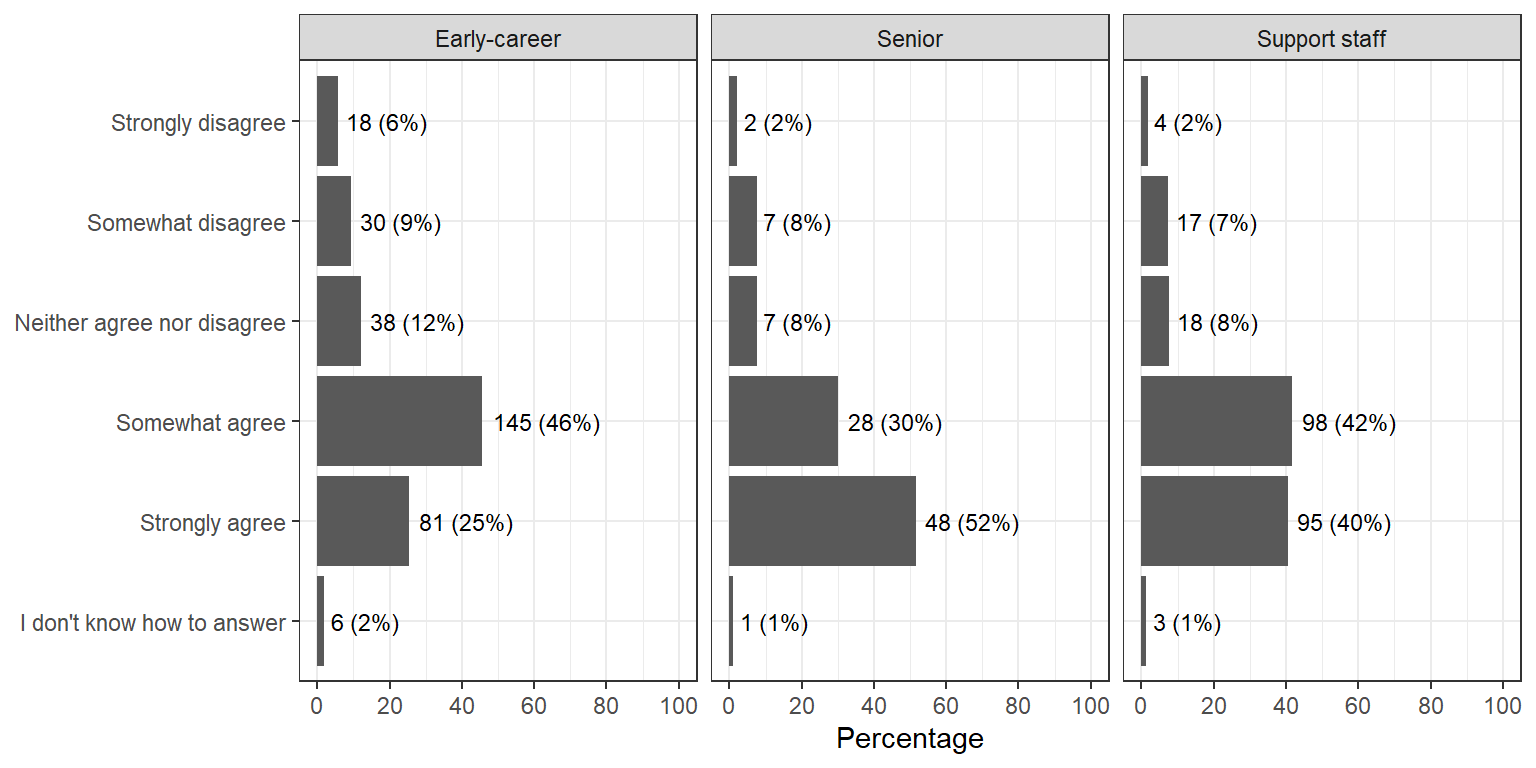 Early-career Senior Support staff
Strongly disagree 18 (6%) 2 (2%) 4 (2%)
Somewhat disagree 30 (9%) 7 (8%) 17 (7%)
Neither agree nor disagree 38 (12%) 7 (8%) 18 (8%)
Somewhat agree 145 (46%) 28 (30%) 98 (42%)
Strongly agree 81 (25%) 48 (52%) 95 (40%)
I don't know how to answer 6 (2%) 1 (1%) 3 (1%)
0 20 40 60 80 100 0 20 40 60 80 100 0 20 40 60 80 100
Percentage